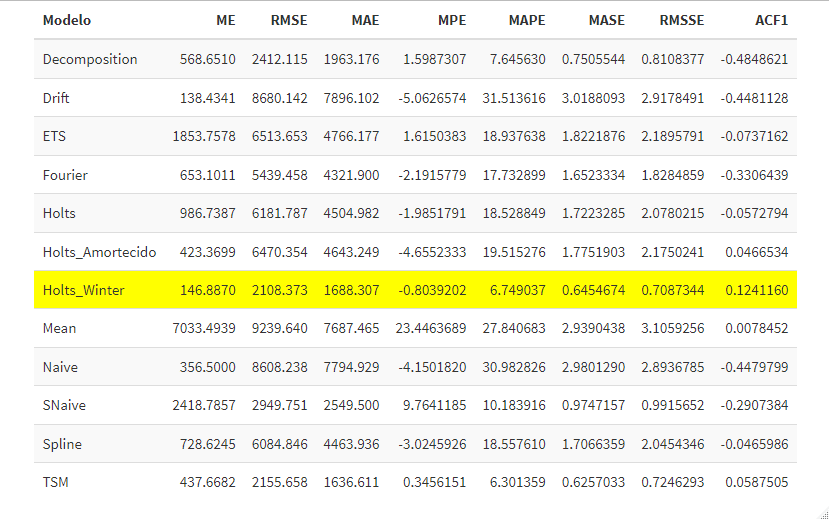 Modelo ME RMSE MAE MPE MAPE MASE RMSSE ACF1
Decomposition 568.6510 2412.115 1963.176 1.5987307 7.645630 0.7505544 0.8108377 -0.4848621
Drift 138.4341 8680.142 7896.102 -5.0626574 31.513616 3.0188093 2.9178491 -0.4481128
ETS 1853.7578 6513.653 4766.177 1.6150383 18.937638 1.8221876 2.1895791 -0.0737162
Fourier 653.1011 5439.458 4321.900 -2.1915779 17.732899 1.6523334 1.8284859 -0.3306439
Holts 986.7387 6181.787 4504.982 -1.9851791 18.528849 1.7223285 2.0780215 -0.0572794
Holts_Amortecido 423.3699 6470.354 4643.249 -4.6552333 19.515276 1.7751903 2.1750241 0.0466534
Holts_Winter 146.8870 2108.373 1688.307 -0.8039202 6.749037 0.6454674 0.7087344 0.1241160
Mean 7033.4939 9239.640 7687.465 23.4463689 27.840683 2.9390438 3.1059256 0.0078452
Naive 356.5000 8608.238 7794.929 -4.1501820 30.982826 2.9801290 2.8936785 -0.4479799
SNaive 2418.7857 2949.751 2549.500 9.7641185 10.183916 0.9747157 0.9915652 -0.2907384
Spline 728.6245 6084.846 4463.936 -3.0245926 18.557610 1.7066359 2.0454346 -0.0465986
TSM 437.6682 2155.658 1636.611 0.3456151 6.301359 0.6257033 0.7246293 0.0587505